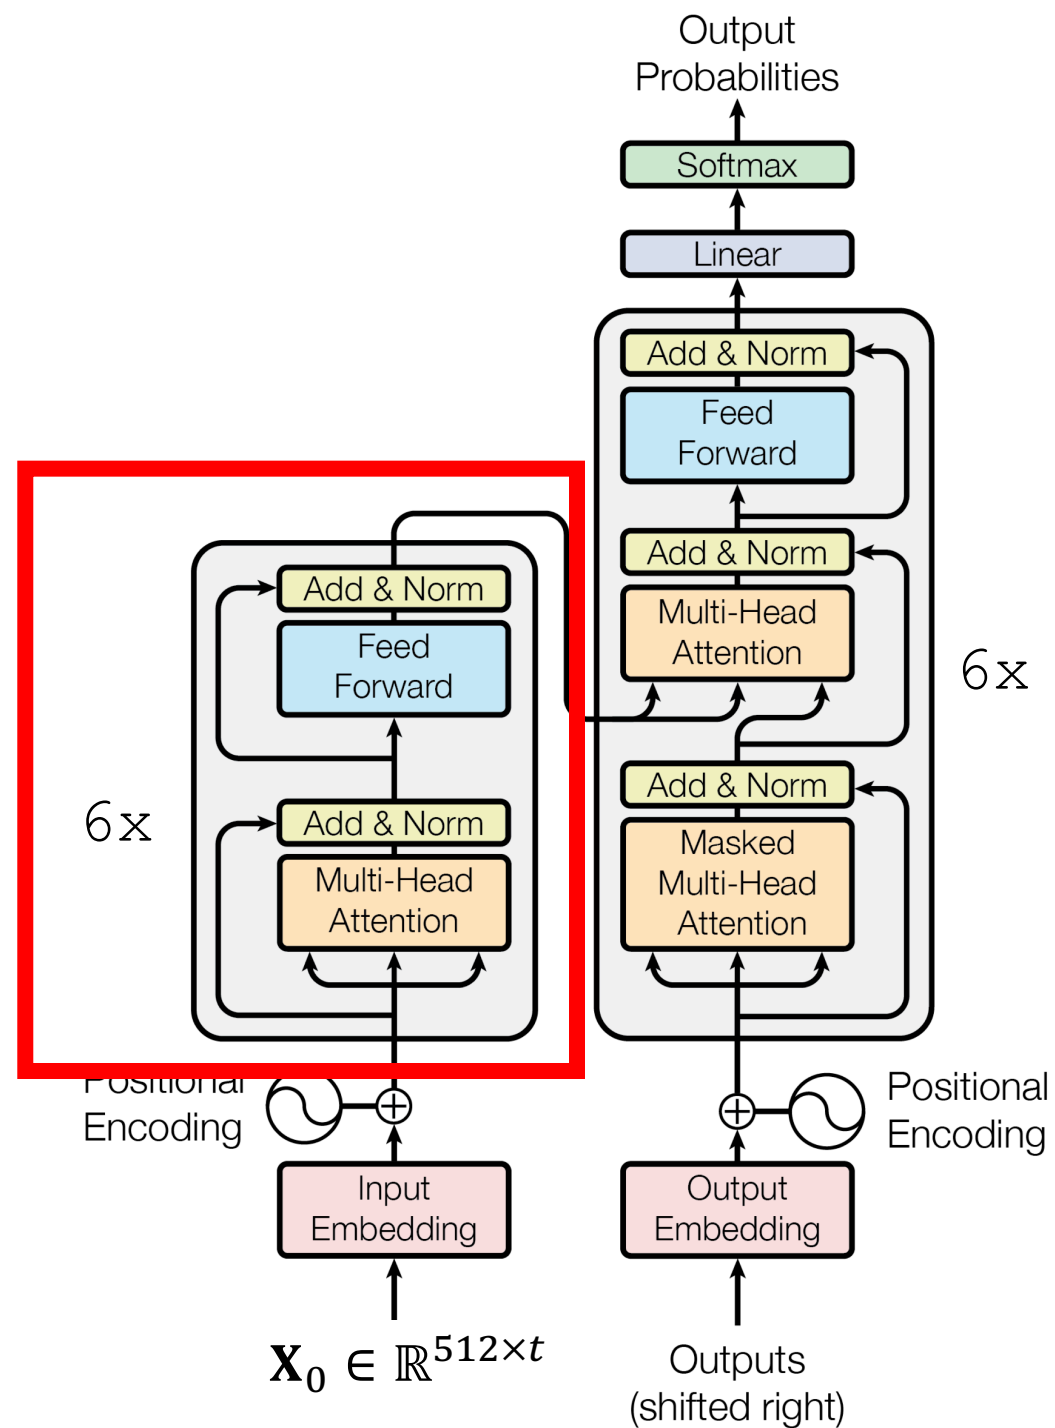 Output
Probabilities
Softmax
Linear
Add & Norm
Feed
Forward
Add & Norm
Multi-Head
Attention
6x
Add & Norm
Masked
Multi-Head
Attention
Add & Norm
Feed
Forward
6x
Add & Norm
Multi-Head
Attention
Positional
Encoding
Positional
Encoding
Input
Embedding
Output
Embedding
𝐗₀ ∈ ℝ^{512×t}
Outputs
(shifted right)